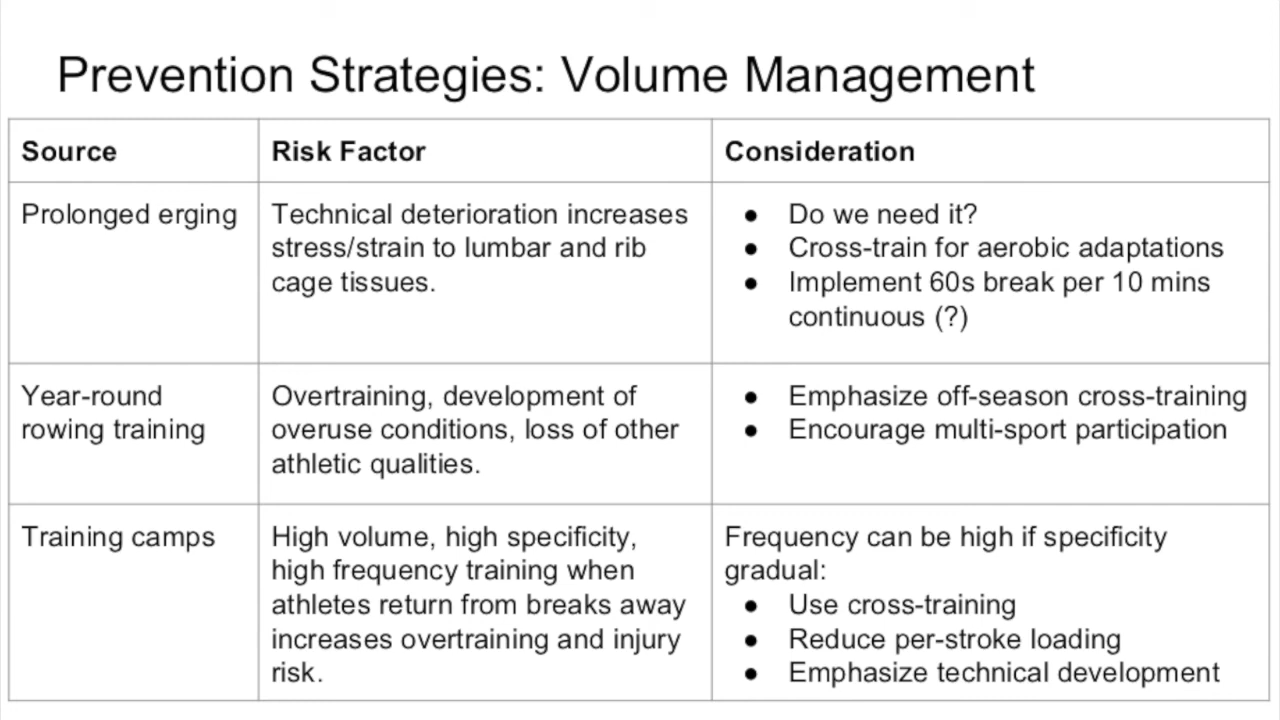 Prevention Strategies: Volume Management
Source
Risk Factor
Consideration
Prolonged erging
Technical deterioration increases
stress/strain to lumbar and rib
cage tissues.
● Do we need it?
● Cross-train for aerobic adaptations
● Implement 60s break per 10 mins
continuous (?)
Year-round
rowing training
Overtraining, development of
overuse conditions, loss of other
athletic qualities.
● Emphasize off-season cross-training
● Encourage multi-sport participation
Training camps
High volume, high specificity,
high frequency training when
athletes return from breaks away
increases overtraining and injury
risk.
Frequency can be high if specificity
gradual:
● Use cross-training
● Reduce per-stroke loading
● Emphasize technical development